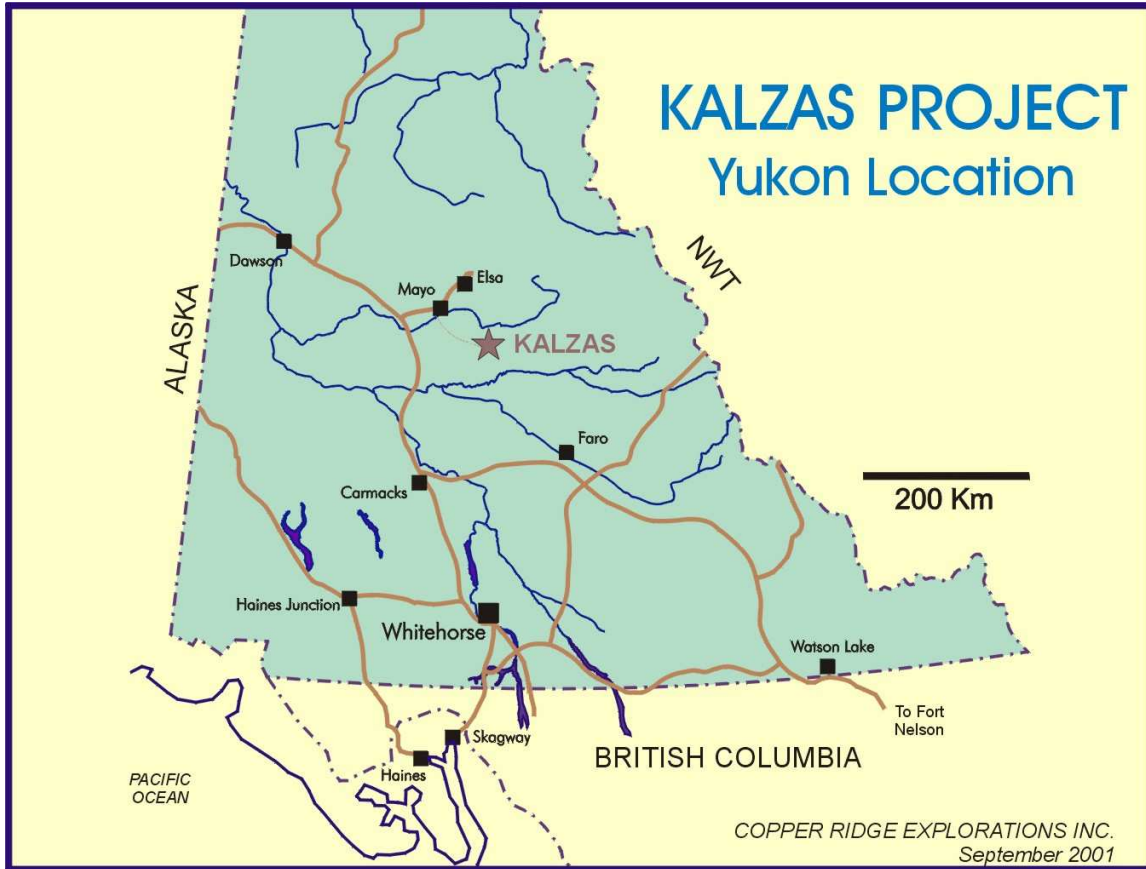 KALZAS PROJECT
Yukon Location
NWT
Dawson
Elsa
Mayo
ALASKA
KALZAS
Faro
Carmacks
200 Km
Haines Junction
Whitehorse
Watson Lake
To Fort
Nelson
Skagway
BRITISH COLUMBIA
Haines
PACIFIC
OCEAN
COPPER RIDGE EXPLORATIONS INC.
September 2001